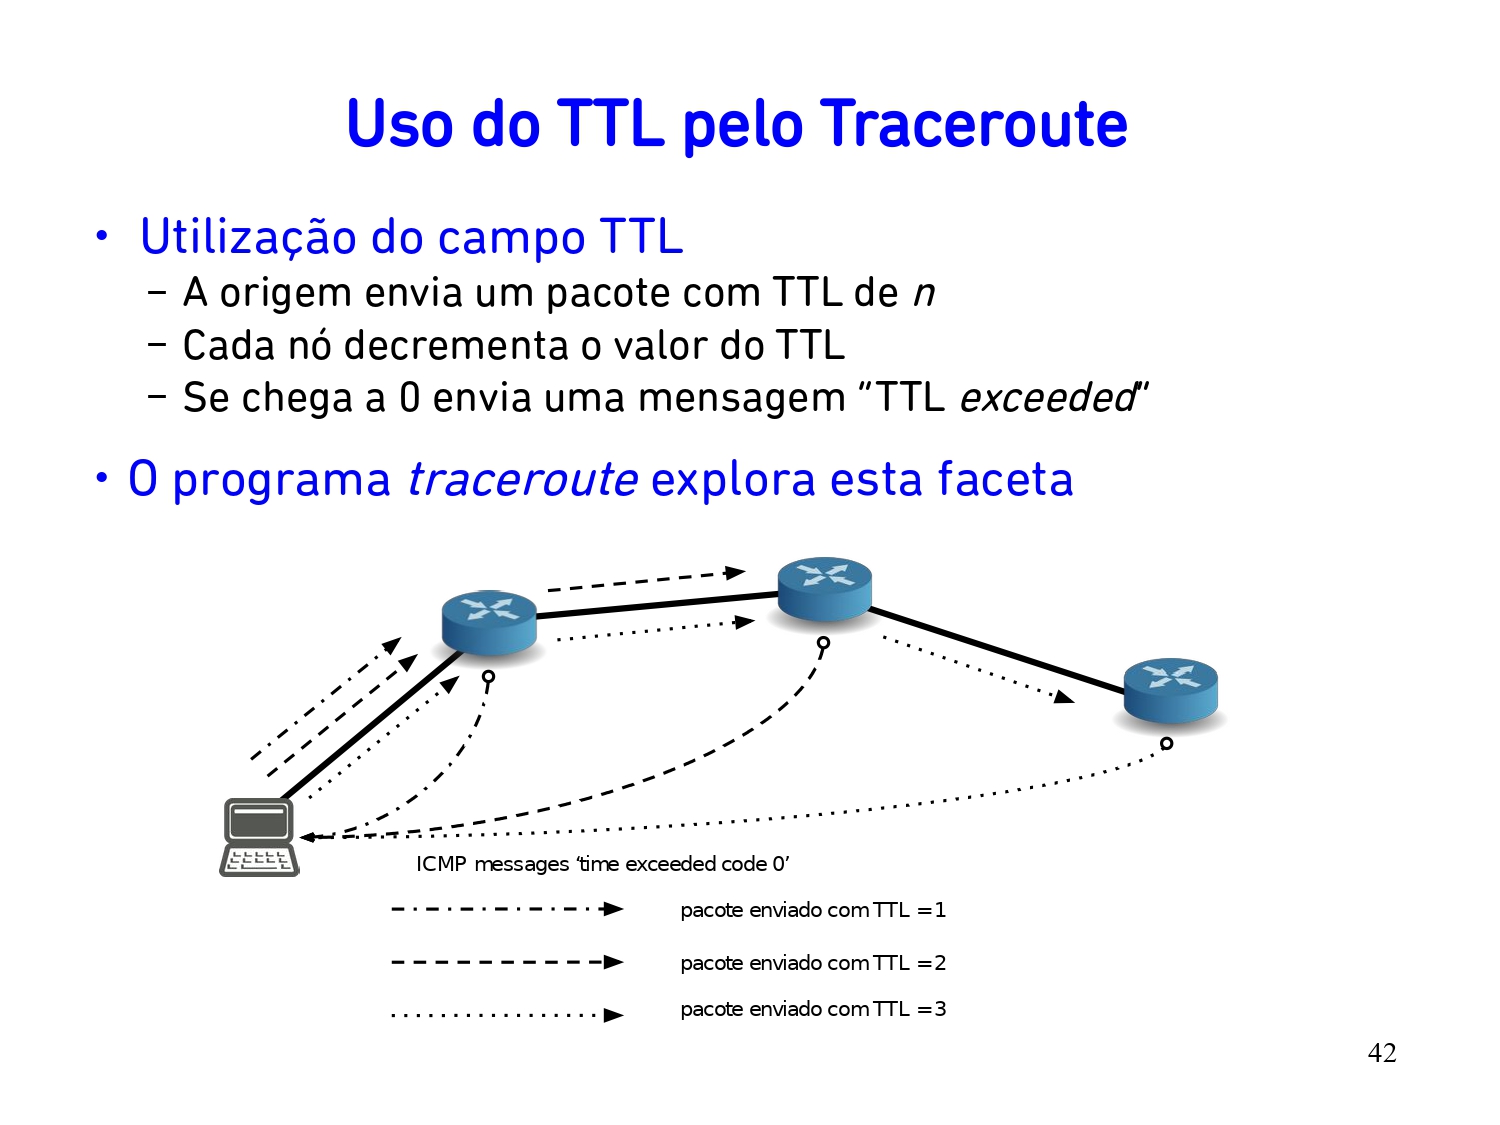 Uso do TTL pelo Traceroute
• Utilização do campo TTL
– A origem envia um pacote com TTL de n
– Cada nó decrementa o valor do TTL
– Se chega a 0 envia uma mensagem "TTL exceeded"
• O programa traceroute explora esta faceta
ICMP messages ‘time exceeded code 0’
pacote enviado com TTL = 1
pacote enviado com TTL = 2
pacote enviado com TTL = 3
42